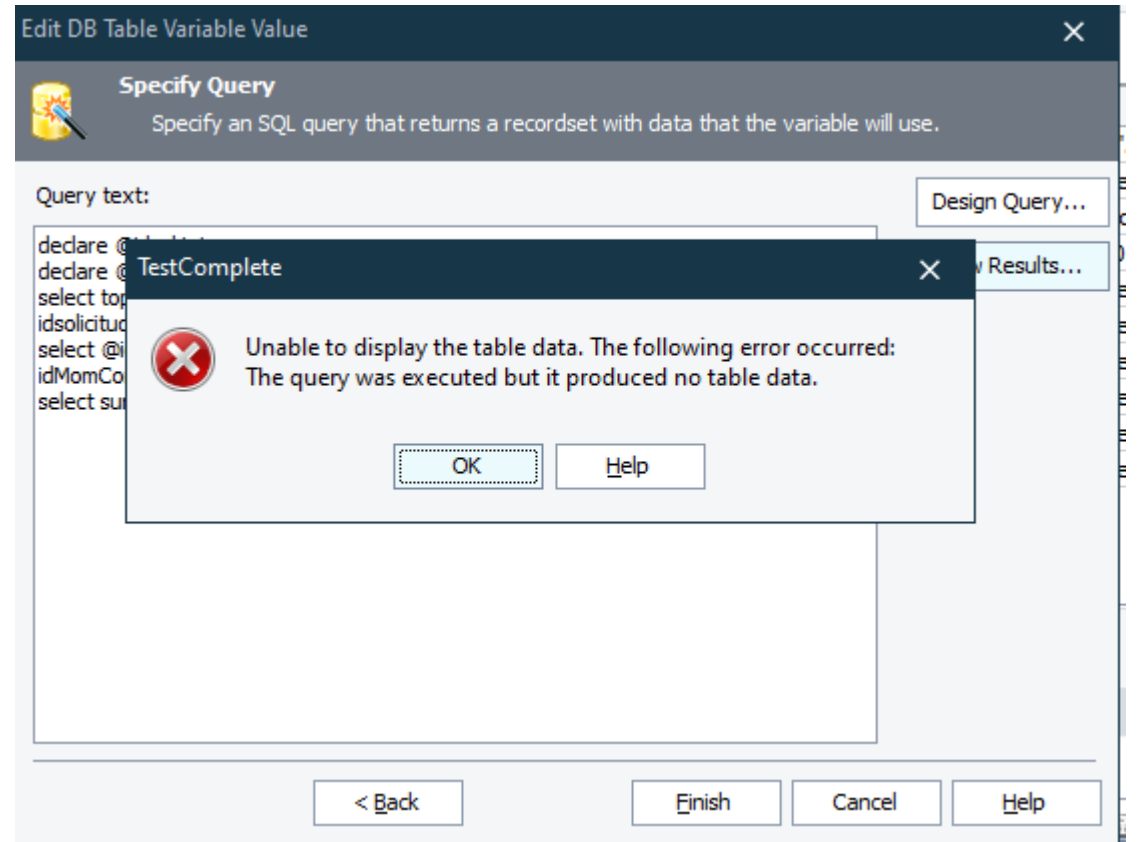 Edit DB Table Variable Value
Specify Query
Specify an SQL query that returns a recordset with data that the variable will use.
Query text:
Design Query...
declare
declare
select top
select
select
TestComplete
Results...
Unable to display the table data. The following error occurred:
The query was executed but it produced no table data.
OK
Help
< Back
Finish
Cancel
Help